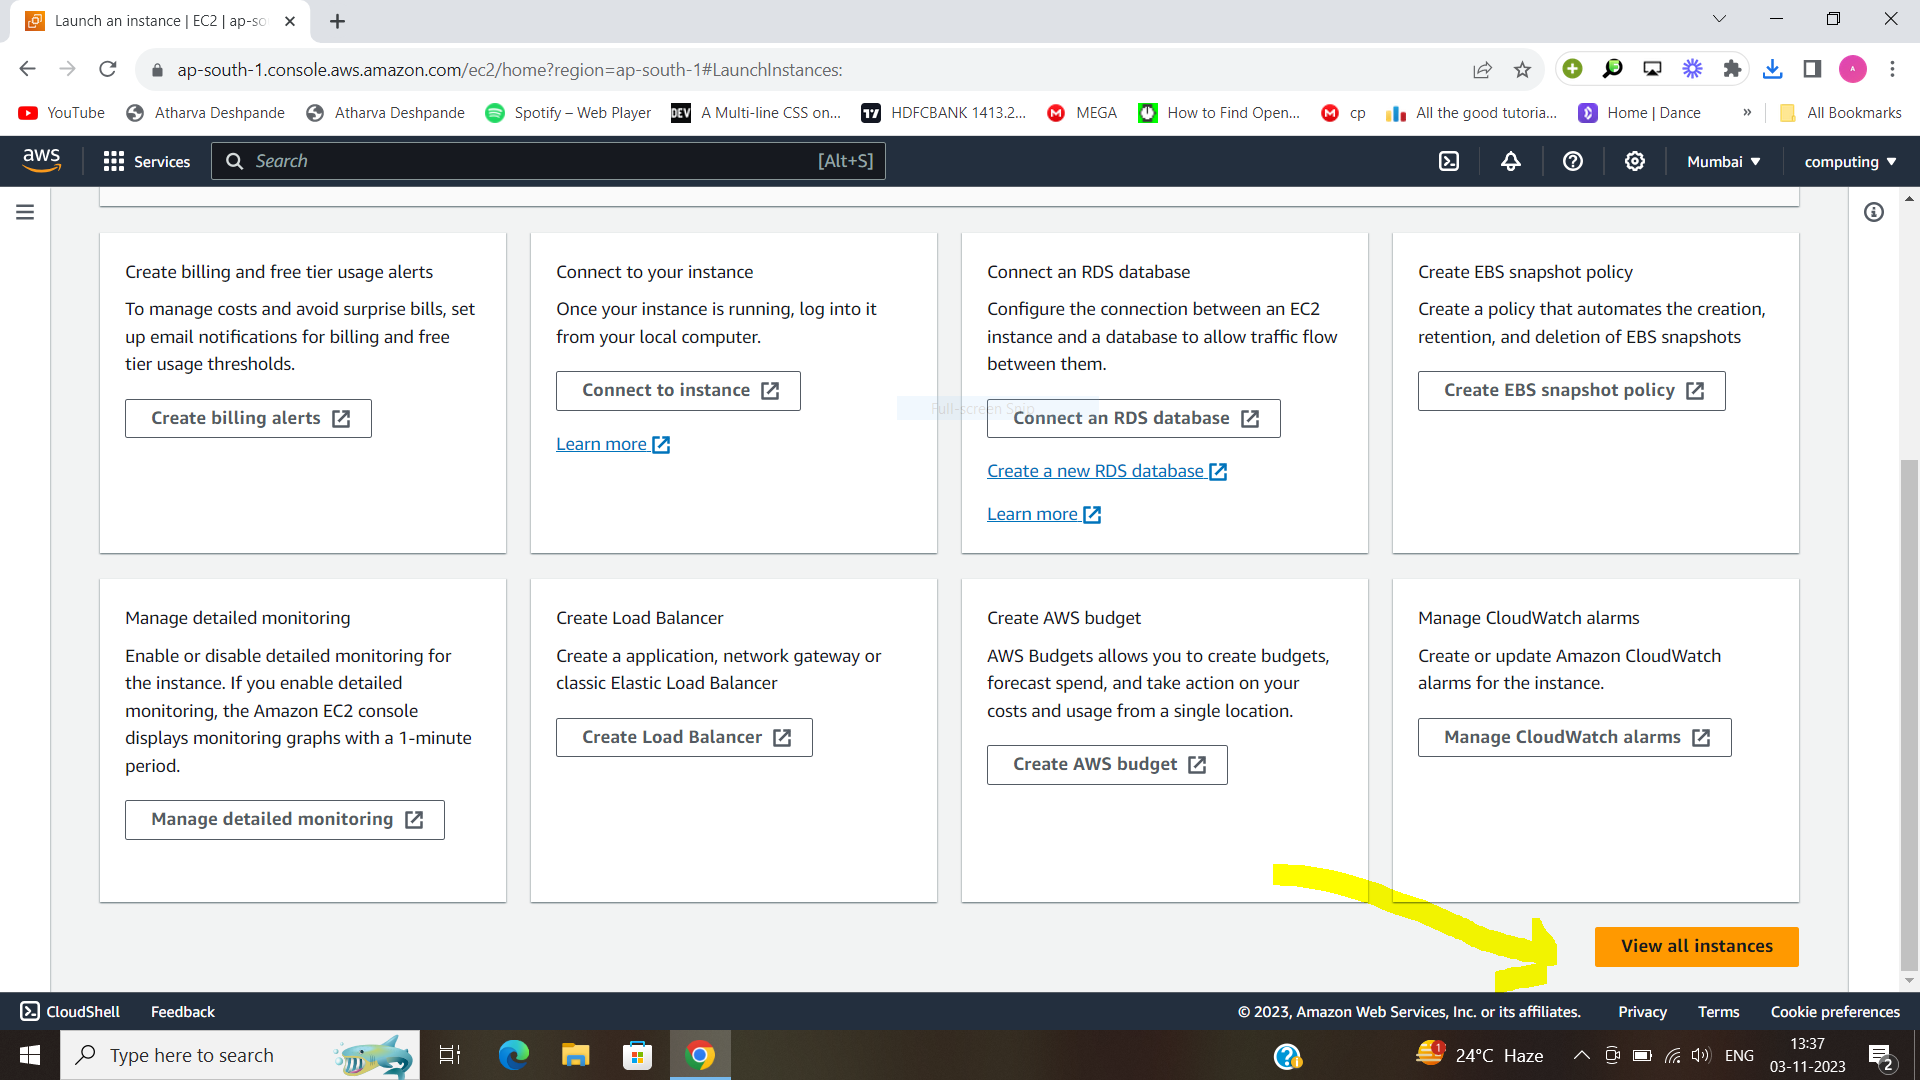 Launch an instance | EC2 | ap-so
ap-south-1.console.aws.amazon.com/ec2/home?region=ap-south-1#LaunchInstances:
A
YouTube
Atharva Deshpande
Atharva Deshpande
Spotify – Web Player
DEV
A Multi-line CSS on...
HDFCBANK 1413.2...
MEGA
How to Find Open...
cp
All the good tutoria...
Home | Dance
»
All Bookmarks
aws
Services
Search
[Alt+S]
Mumbai
computing
Create billing and free tier usage alerts
To manage costs and avoid surprise bills, set
up email notifications for billing and free
tier usage thresholds.
Create billing alerts
Connect to your instance
Once your instance is running, log into it
from your local computer.
Connect to instance
Learn more
Connect an RDS database
Configure the connection between an EC2
instance and a database to allow traffic flow
between them.
Full-screen Snip
Connect an RDS database
Create a new RDS database
Learn more
Create EBS snapshot policy
Create a policy that automates the creation,
retention, and deletion of EBS snapshots
Create EBS snapshot policy
Manage detailed monitoring
Enable or disable detailed monitoring for
the instance. If you enable detailed
monitoring, the Amazon EC2 console
displays monitoring graphs with a 1-minute
period.
Manage detailed monitoring
Create Load Balancer
Create a application, network gateway or
classic Elastic Load Balancer
Create Load Balancer
Create AWS budget
AWS Budgets allows you to create budgets,
forecast spend, and take action on your
costs and usage from a single location.
Create AWS budget
Manage CloudWatch alarms
Create or update Amazon CloudWatch
alarms for the instance.
Manage CloudWatch alarms
View all instances
CloudShell
Feedback
© 2023, Amazon Web Services, Inc. or its affiliates.
Privacy
Terms
Cookie preferences
Type here to search
1
24°C Haze
ENG
13:37
03-11-2023
2